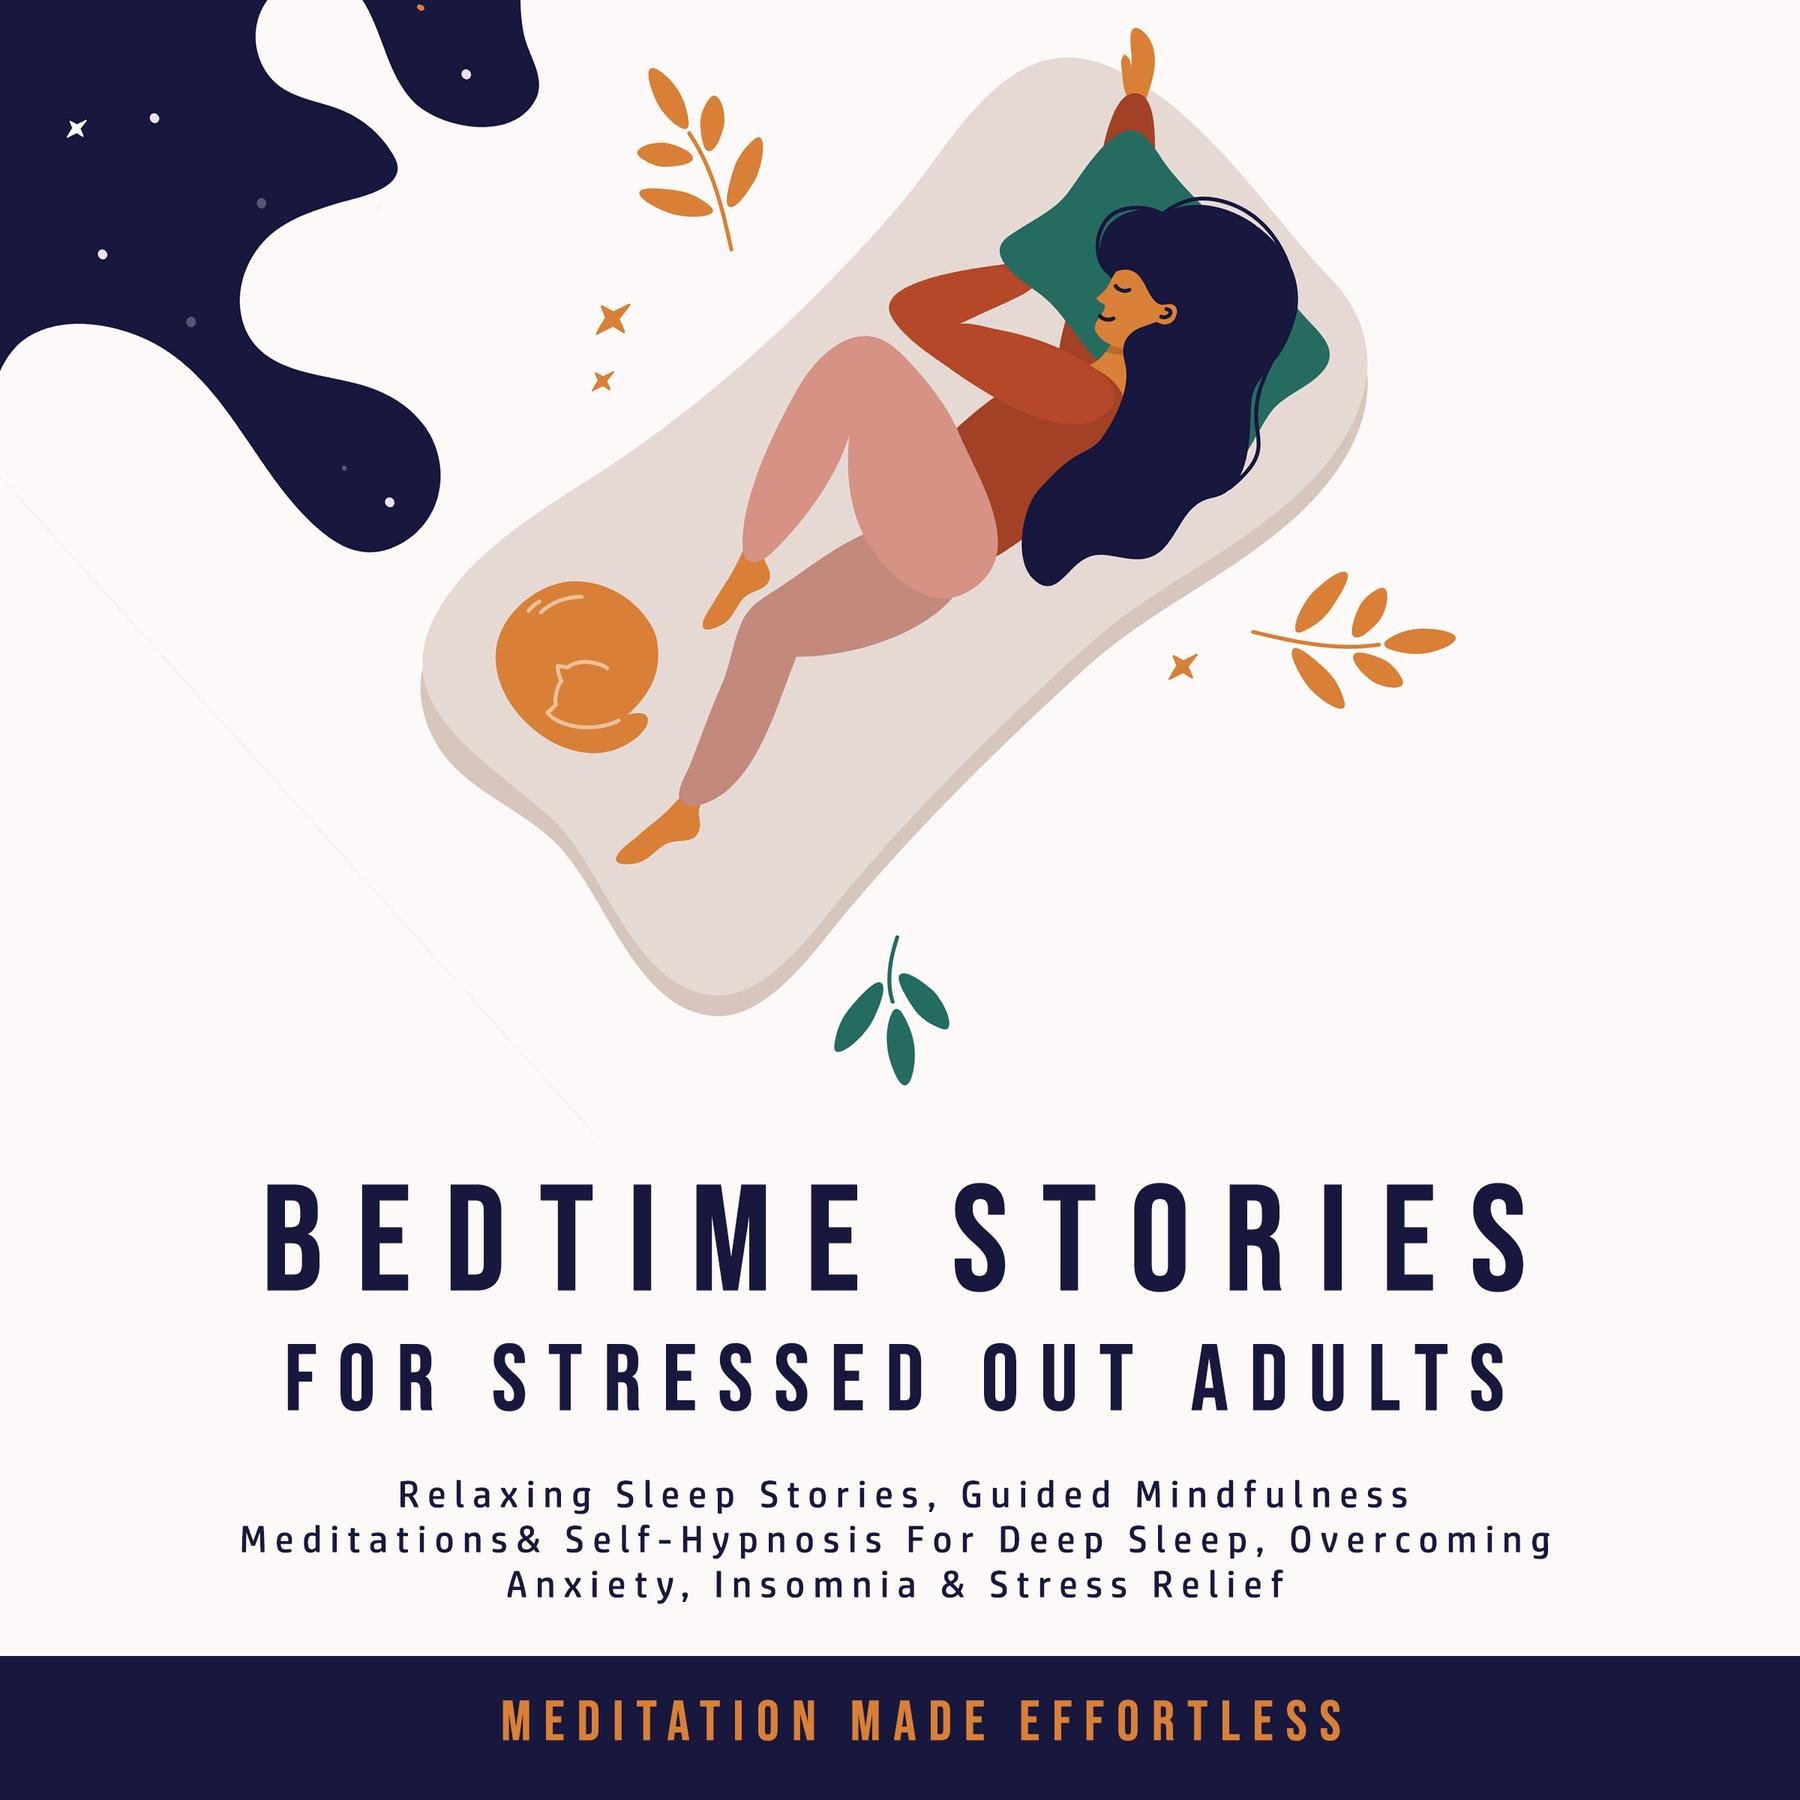 BEDTIME STORIES
FOR STRESSED OUT ADULTS
Relaxing Sleep Stories, Guided Mindfulness
Meditations& Self-Hypnosis For Deep Sleep, Overcoming
Anxiety, Insomnia & Stress Relief
MEDITATION MADE EFFORTLESS